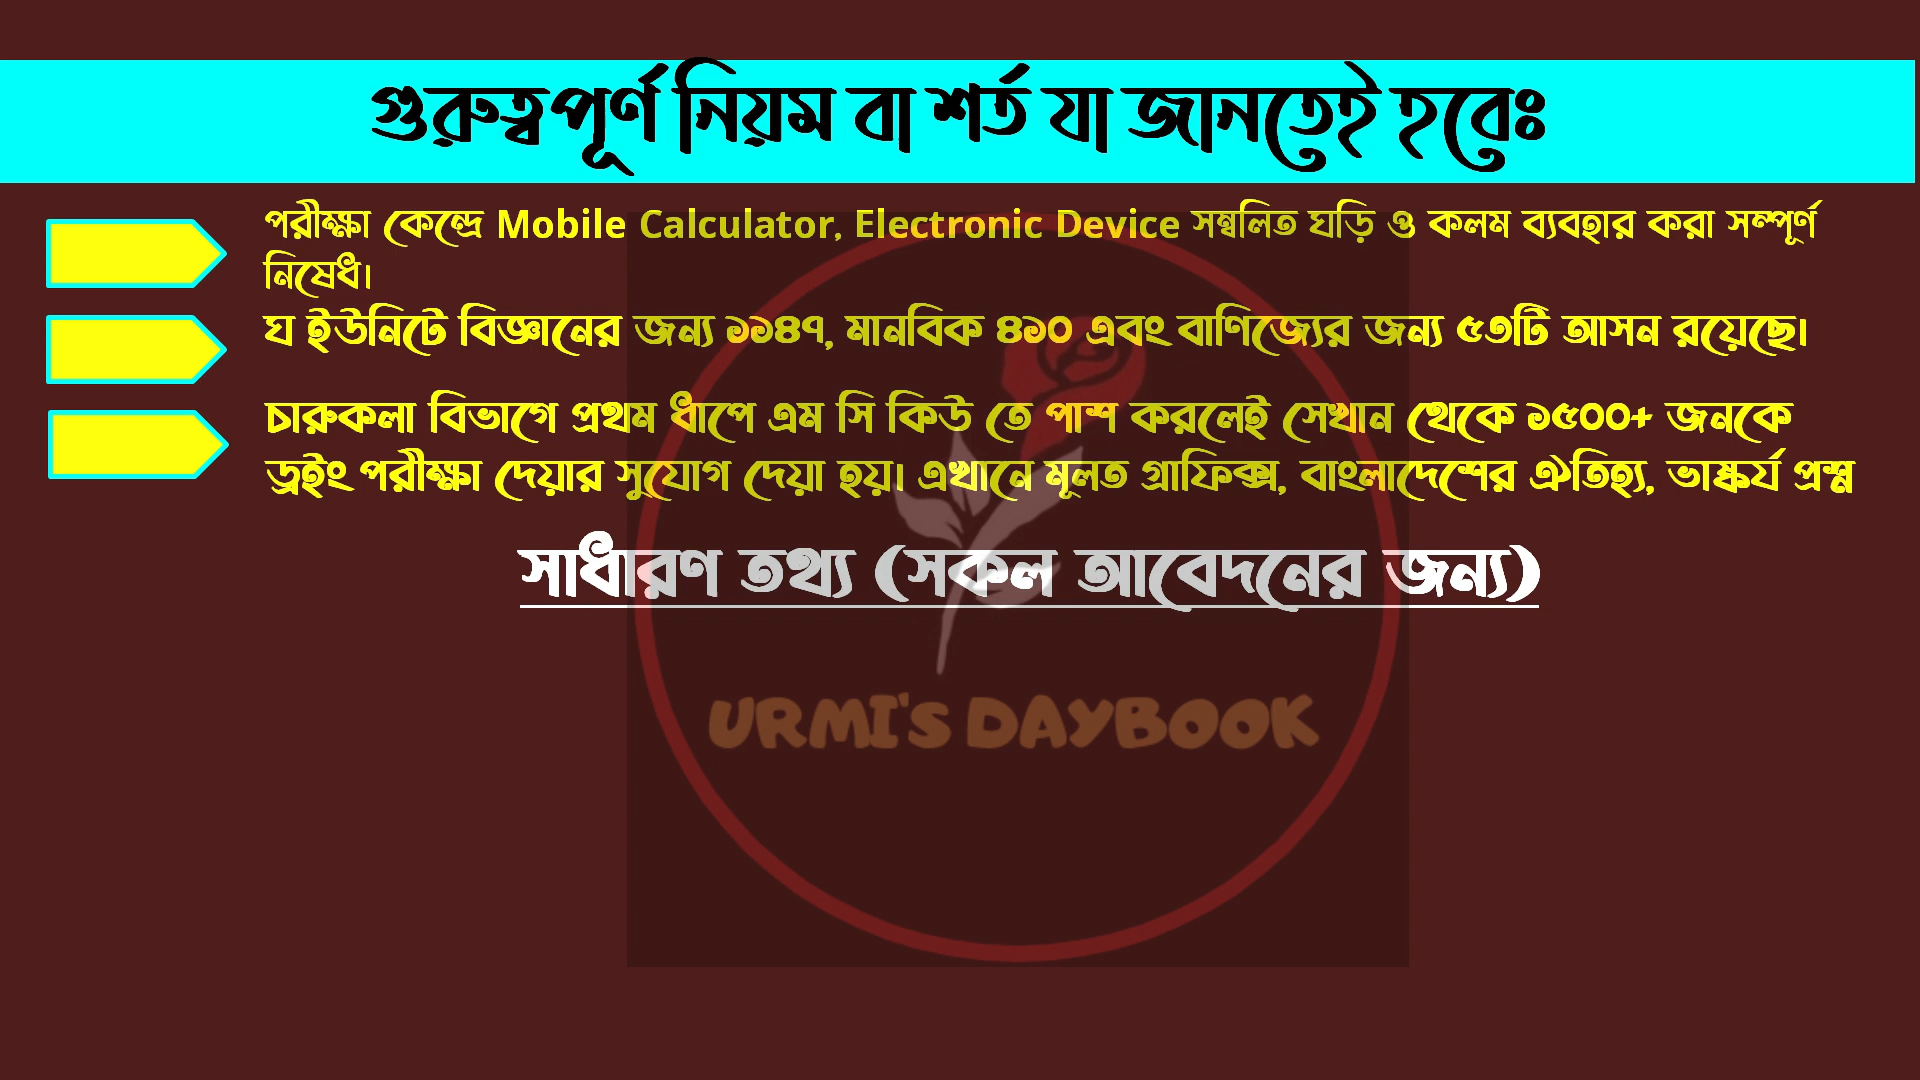 গুরুত্বপূর্ণ নিয়ম বা শর্ত যা জানতেই হবেঃ
পরীক্ষা কেন্দ্রে Mobile Calculator, Electronic Device সম্বলিত ঘড়ি ও কলম ব্যবহার করা সম্পূর্ণ
নিষেধ।
ঘ ইউনিটে বিজ্ঞানের জন্য ১১৪৭, মানবিক ৪১০ এবং বাণিজ্যের জন্য ৫৩টি আসন রয়েছে।
চারুকলা বিভাগে প্রথম ধাপে এম সি কিউ তে পাশ করলেই সেখান থেকে ১৫০০+ জনকে
ড্রইং পরীক্ষা দেয়ার সুযোগ দেয়া হয়। এখানে মূলত গ্রাফিক্স, বাংলাদেশের ঐতিহ্য, ভাষ্কর্য প্রশ্ন
সাধারণ তথ্য (সকল আবেদনের জন্য)
URMI'S DAYBOOK